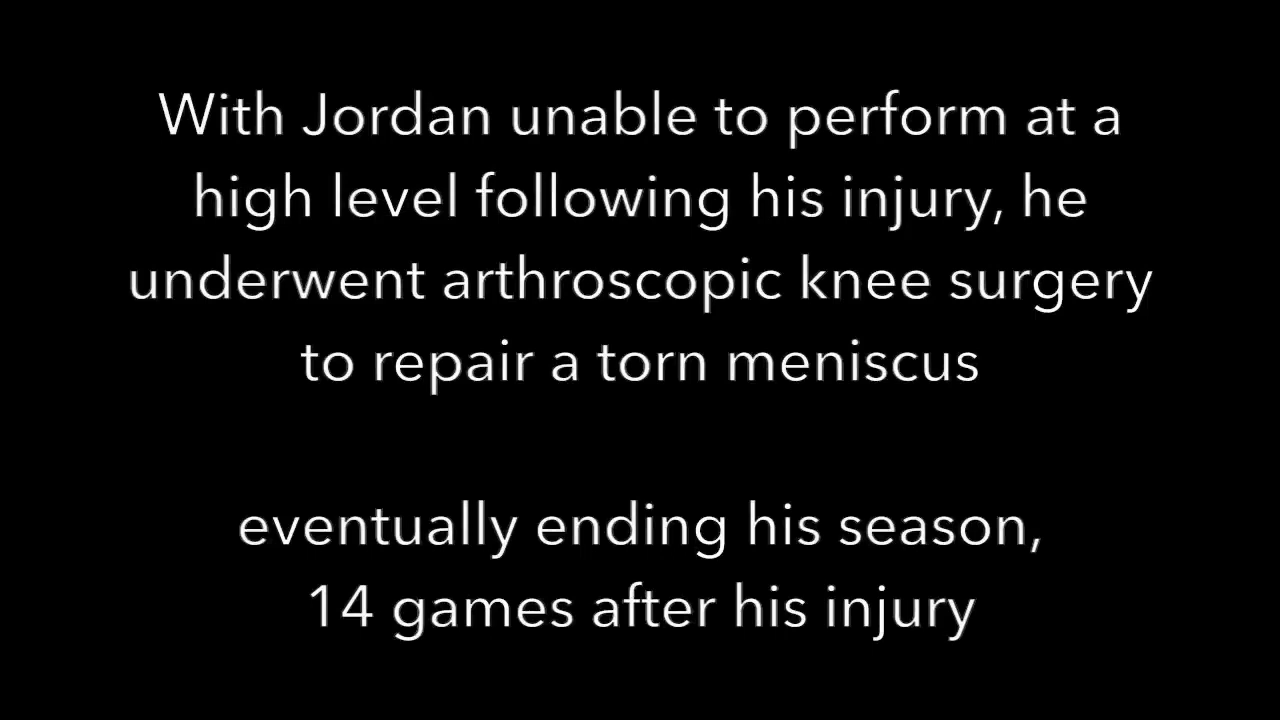 With Jordan unable to perform at a
high level following his injury, he
underwent arthroscopic knee surgery
to repair a torn meniscus
eventually ending his season,
14 games after his injury